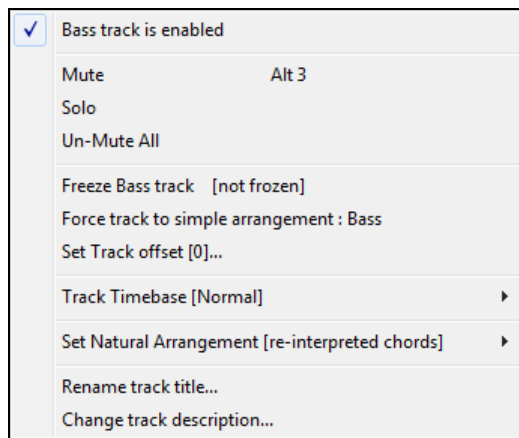 Bass track is enabled
Mute Alt 3
Solo
Un-Mute All
Freeze Bass track [not frozen]
Force track to simple arrangement : Bass
Set Track offset [0]...
Track Timebase [Normal]
Set Natural Arrangement [re-interpreted chords]
Rename track title...
Change track description...